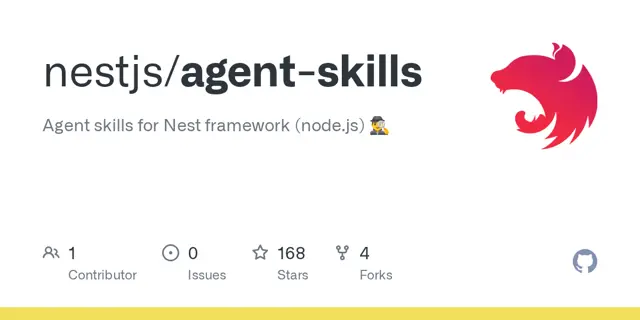 nestjs/agent-skills
Agent skills for Nest framework (node.js) 🕵️
1
Contributor
0
Issues
168
Stars
4
Forks